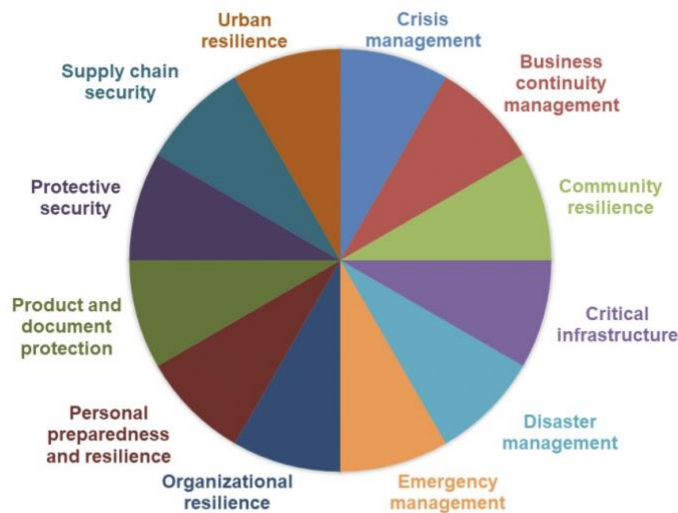 Crisis
management
Business
continuity
management
Community
resilience
Critical
infrastructure
Disaster
management
Emergency
management
Organizational
resilience
Personal
preparedness
and resilience
Product and
document
protection
Protective
security
Supply chain
security
Urban
resilience